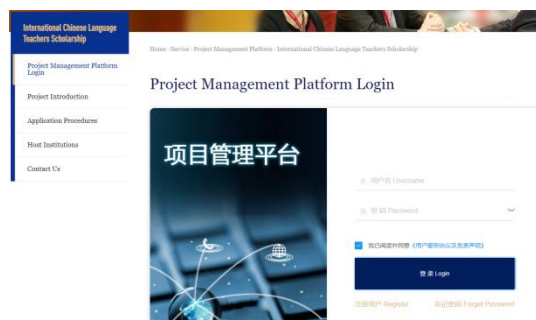 International Chinese Language
Teachers Scholarship
Project Management Platform
Login
Project Introduction
Application Procedures
Host Institutions
Contact Us
Home - Service - Project Management Platform - International Chinese Language Teachers Scholarship
Project Management Platform Login
项目管理平台
用户名 Username
密 码 Password
我已阅读并同意《用户服务协议及免责声明》
登 录 Login
注册用户 Register
忘记密码 Forget Password